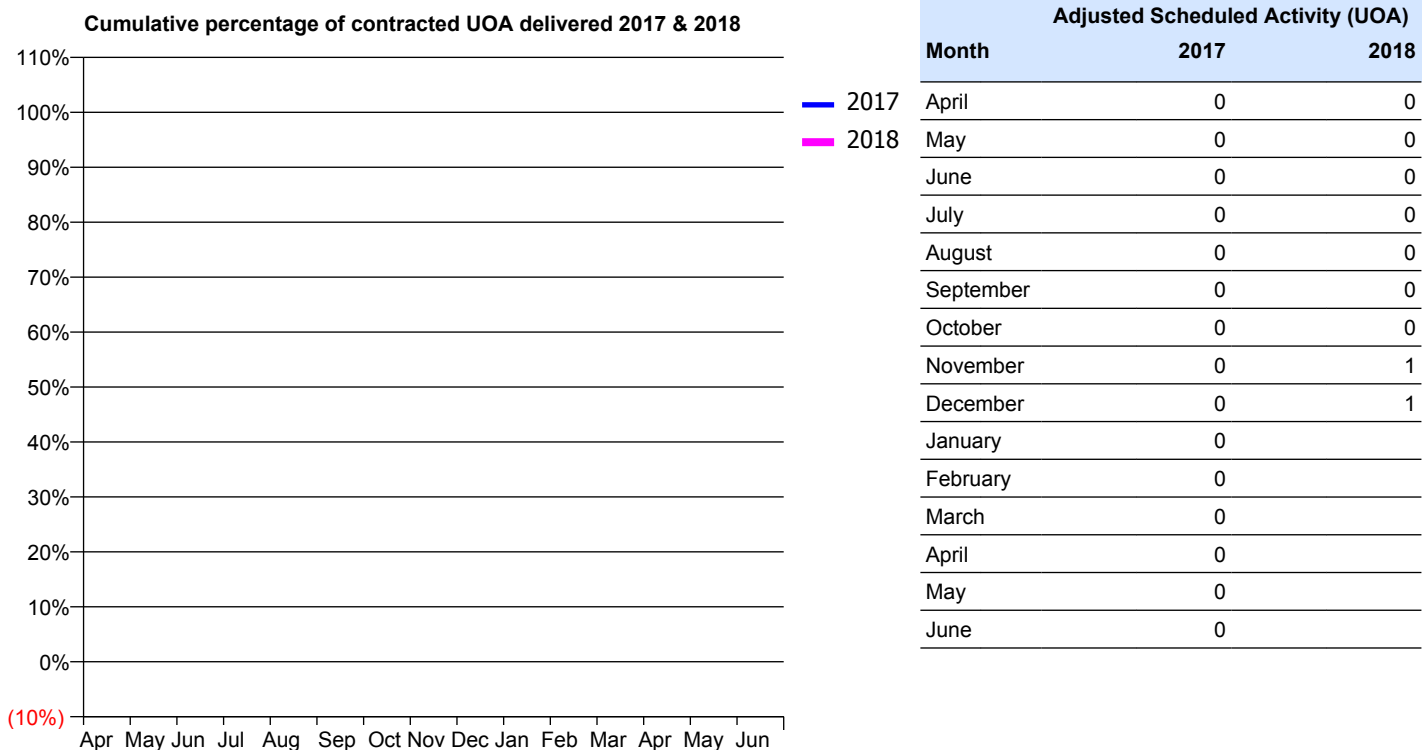 Cumulative percentage of contracted UOA delivered 2017 & 2018
110%
100%
90%
80%
70%
60%
50%
40%
30%
20%
10%
0%
(10%)
Apr May Jun Jul Aug Sep Oct Nov Dec Jan Feb Mar Apr May Jun
2017
2018
Adjusted Scheduled Activity (UOA)
Month 2017 2018
April 0 0
May 0 0
June 0 0
July 0 0
August 0 0
September 0 0
October 0 0
November 0 1
December 0 1
January 0
February 0
March 0
April 0
May 0
June 0